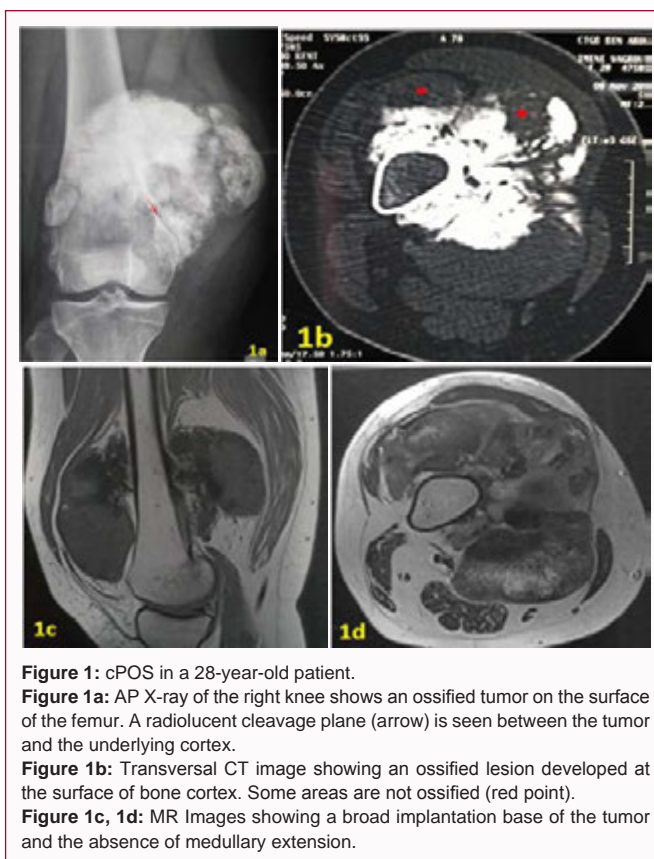 Speed SYS#ct99
A 70
1a
1b
1c
1d
Figure 1: cPOS in a 28-year-old patient.
Figure 1a: AP X-ray of the right knee shows an ossified tumor on the surface
of the femur. A radiolucent cleavage plane (arrow) is seen between the tumor
and the underlying cortex.
Figure 1b: Transversal CT image showing an ossified lesion developed at
the surface of bone cortex. Some areas are not ossified (red point).
Figure 1c, 1d: MR Images showing a broad implantation base of the tumor
and the absence of medullary extension.